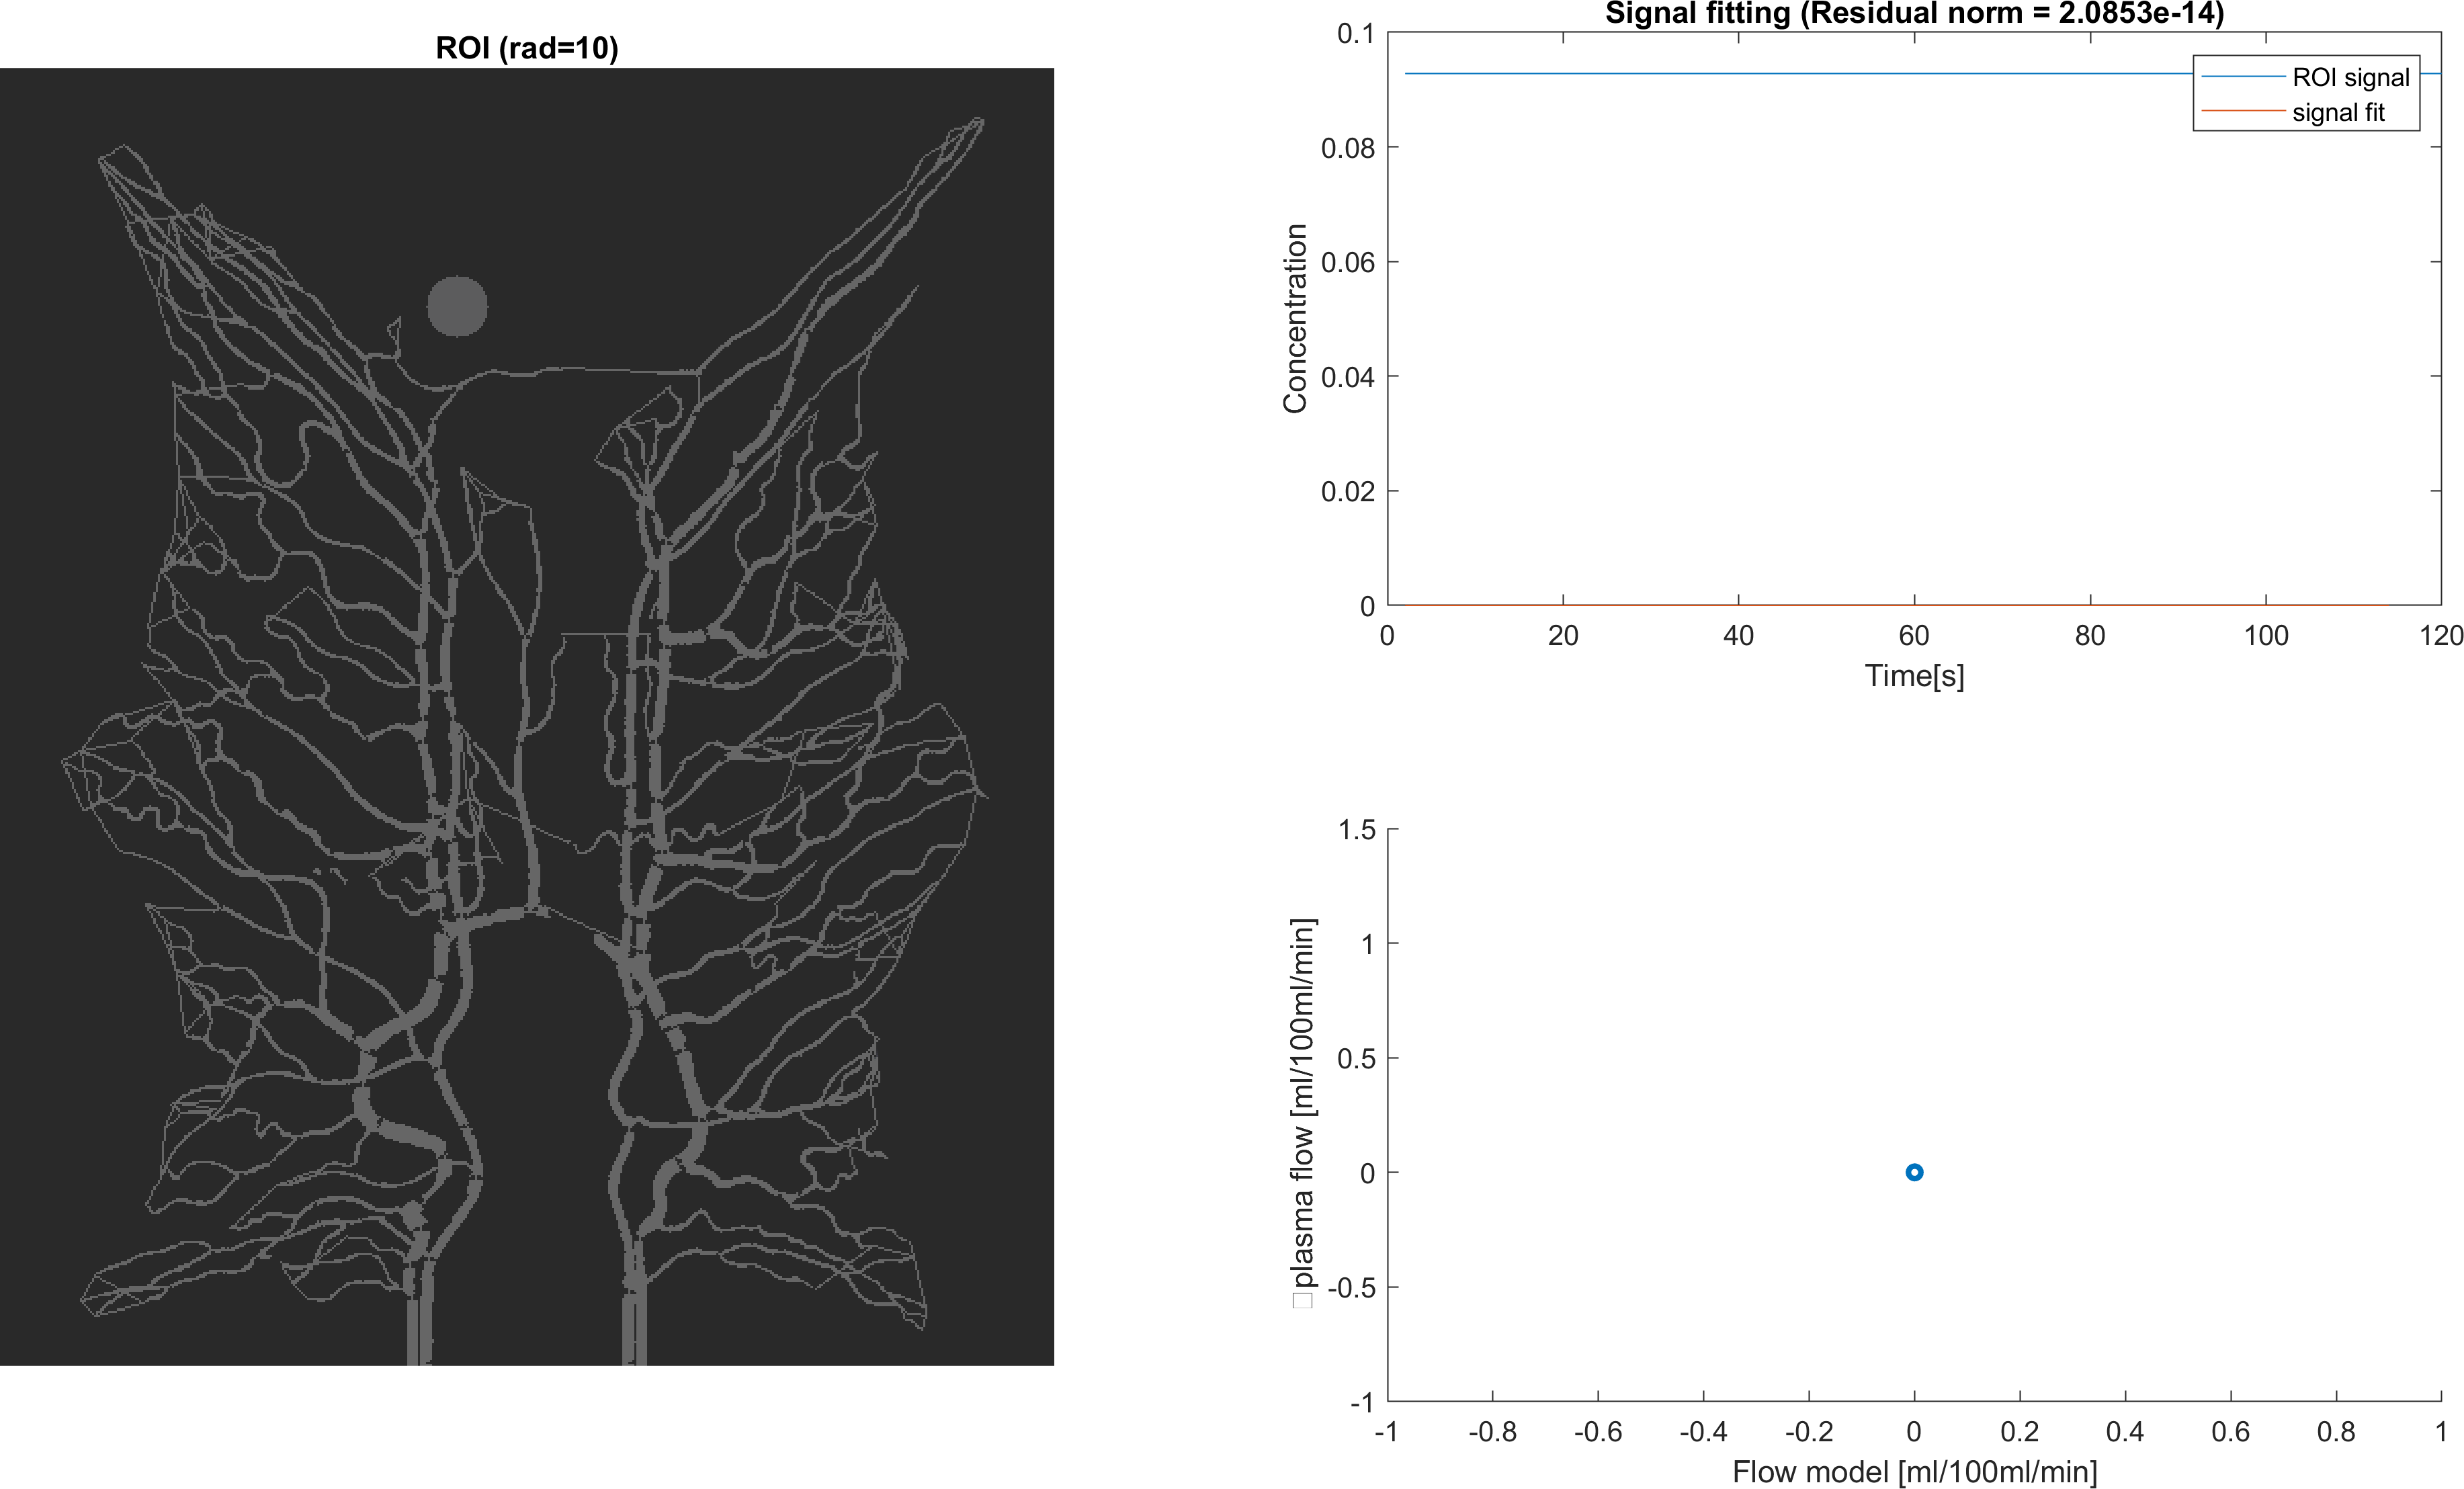 ROI (rad=10)
Signal fitting (Residual norm = 2.0853e-14)
0.1
0.08
0.06
0.04
0.02
0
Concentration
ROI signal
signal fit
0 20 40 60 80 100 120
Time[s]
1.5
1
0.5
0
-0.5
-1
□ plasma flow [ml/100ml/min]
-1 -0.8 -0.6 -0.4 -0.2 0 0.2 0.4 0.6 0.8 1
Flow model [ml/100ml/min]